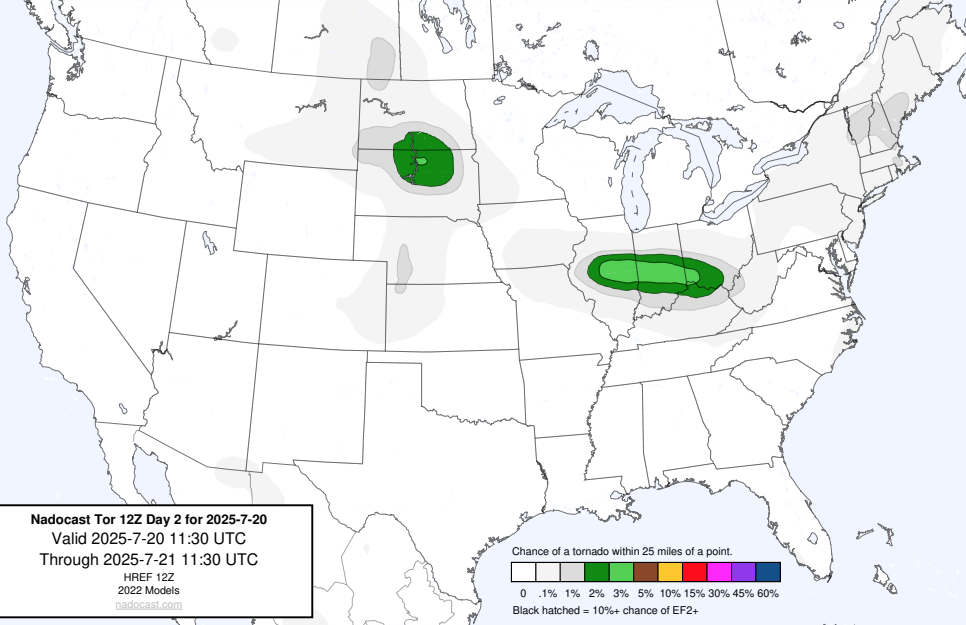 Nadocast Tor 12Z Day 2 for 2025-7-20
Valid 2025-7-20 11:30 UTC
Through 2025-7-21 11:30 UTC
HREF 12Z
2022 Models
nadocast.com
Chance of a tornado within 25 miles of a point.
0 .1% 1% 2% 3% 5% 10% 15% 30% 45% 60%
Black hatched = 10%+ chance of EF2+